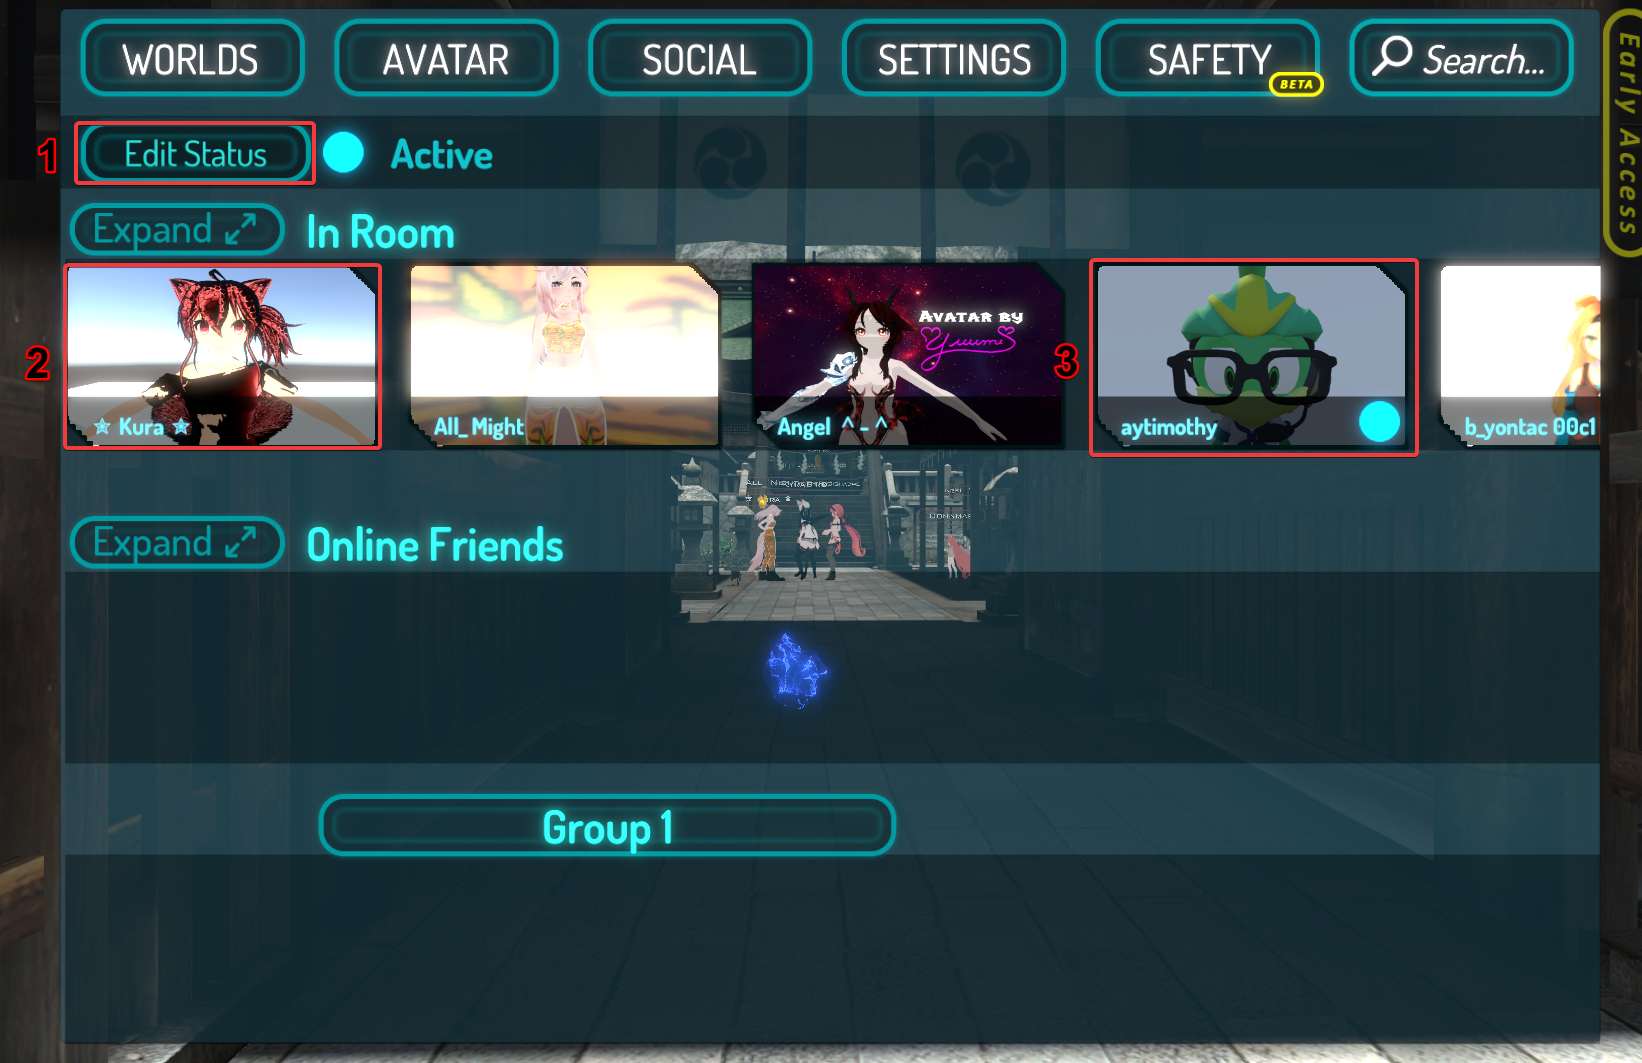 WORLDS
AVATAR
SOCIAL
SETTINGS
SAFETY
BETA
Search...
Early Access
1
Edit Status
Active
Expand
In Room
2
✯ Kura ✯
All_Might
AVATAR BY
Yuumi
Angel ^-^
3
aytimothy
b_yontac 00c1
Expand
Online Friends
Group 1